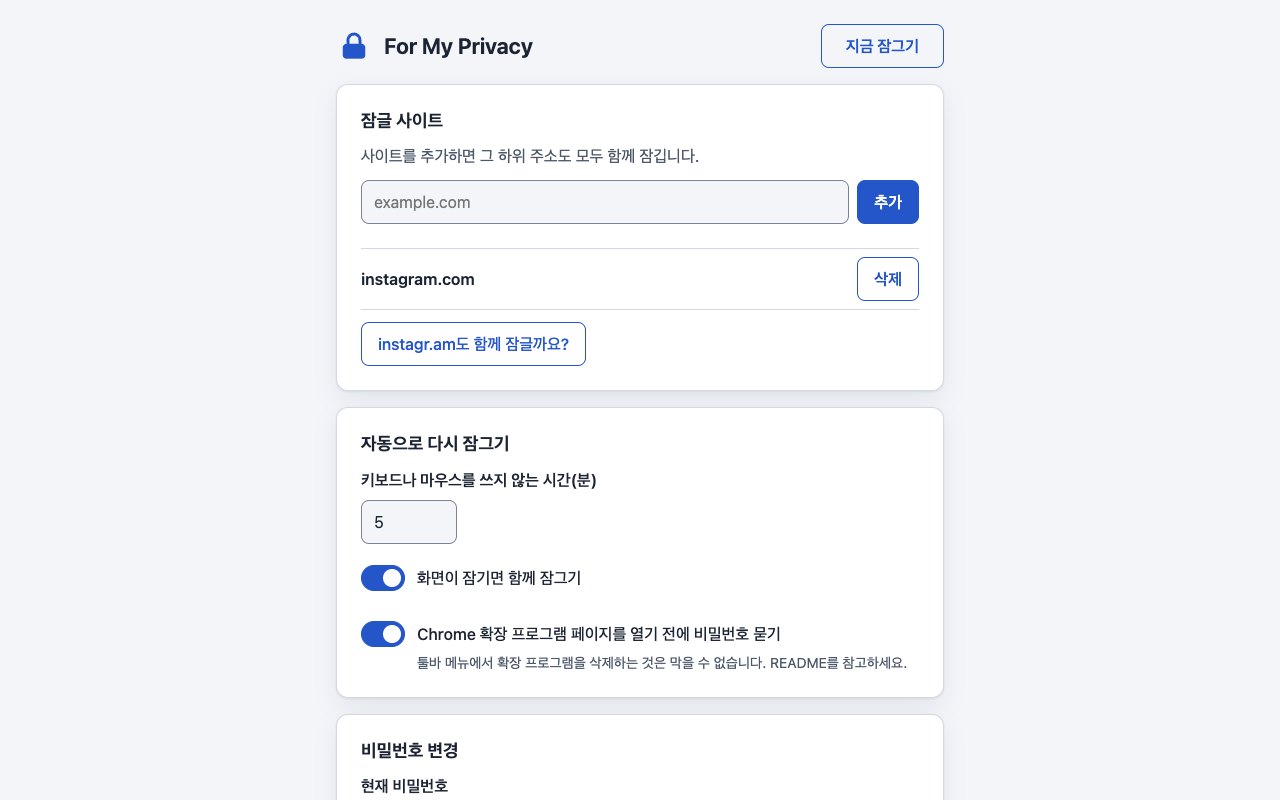 For My Privacy
지금 잠그기
잠글 사이트
사이트를 추가하면 그 하위 주소도 모두 함께 잠깁니다.
example.com
추가
instagram.com
삭제
instagr.am도 함께 잠글까요?
자동으로 다시 잠그기
키보드나 마우스를 쓰지 않는 시간(분)
5
화면이 잠기면 함께 잠그기
Chrome 확장 프로그램 페이지를 열기 전에 비밀번호 묻기
툴바 메뉴에서 확장 프로그램을 삭제하는 것은 막을 수 없습니다. README를 참고하세요.
비밀번호 변경
현재 비밀번호